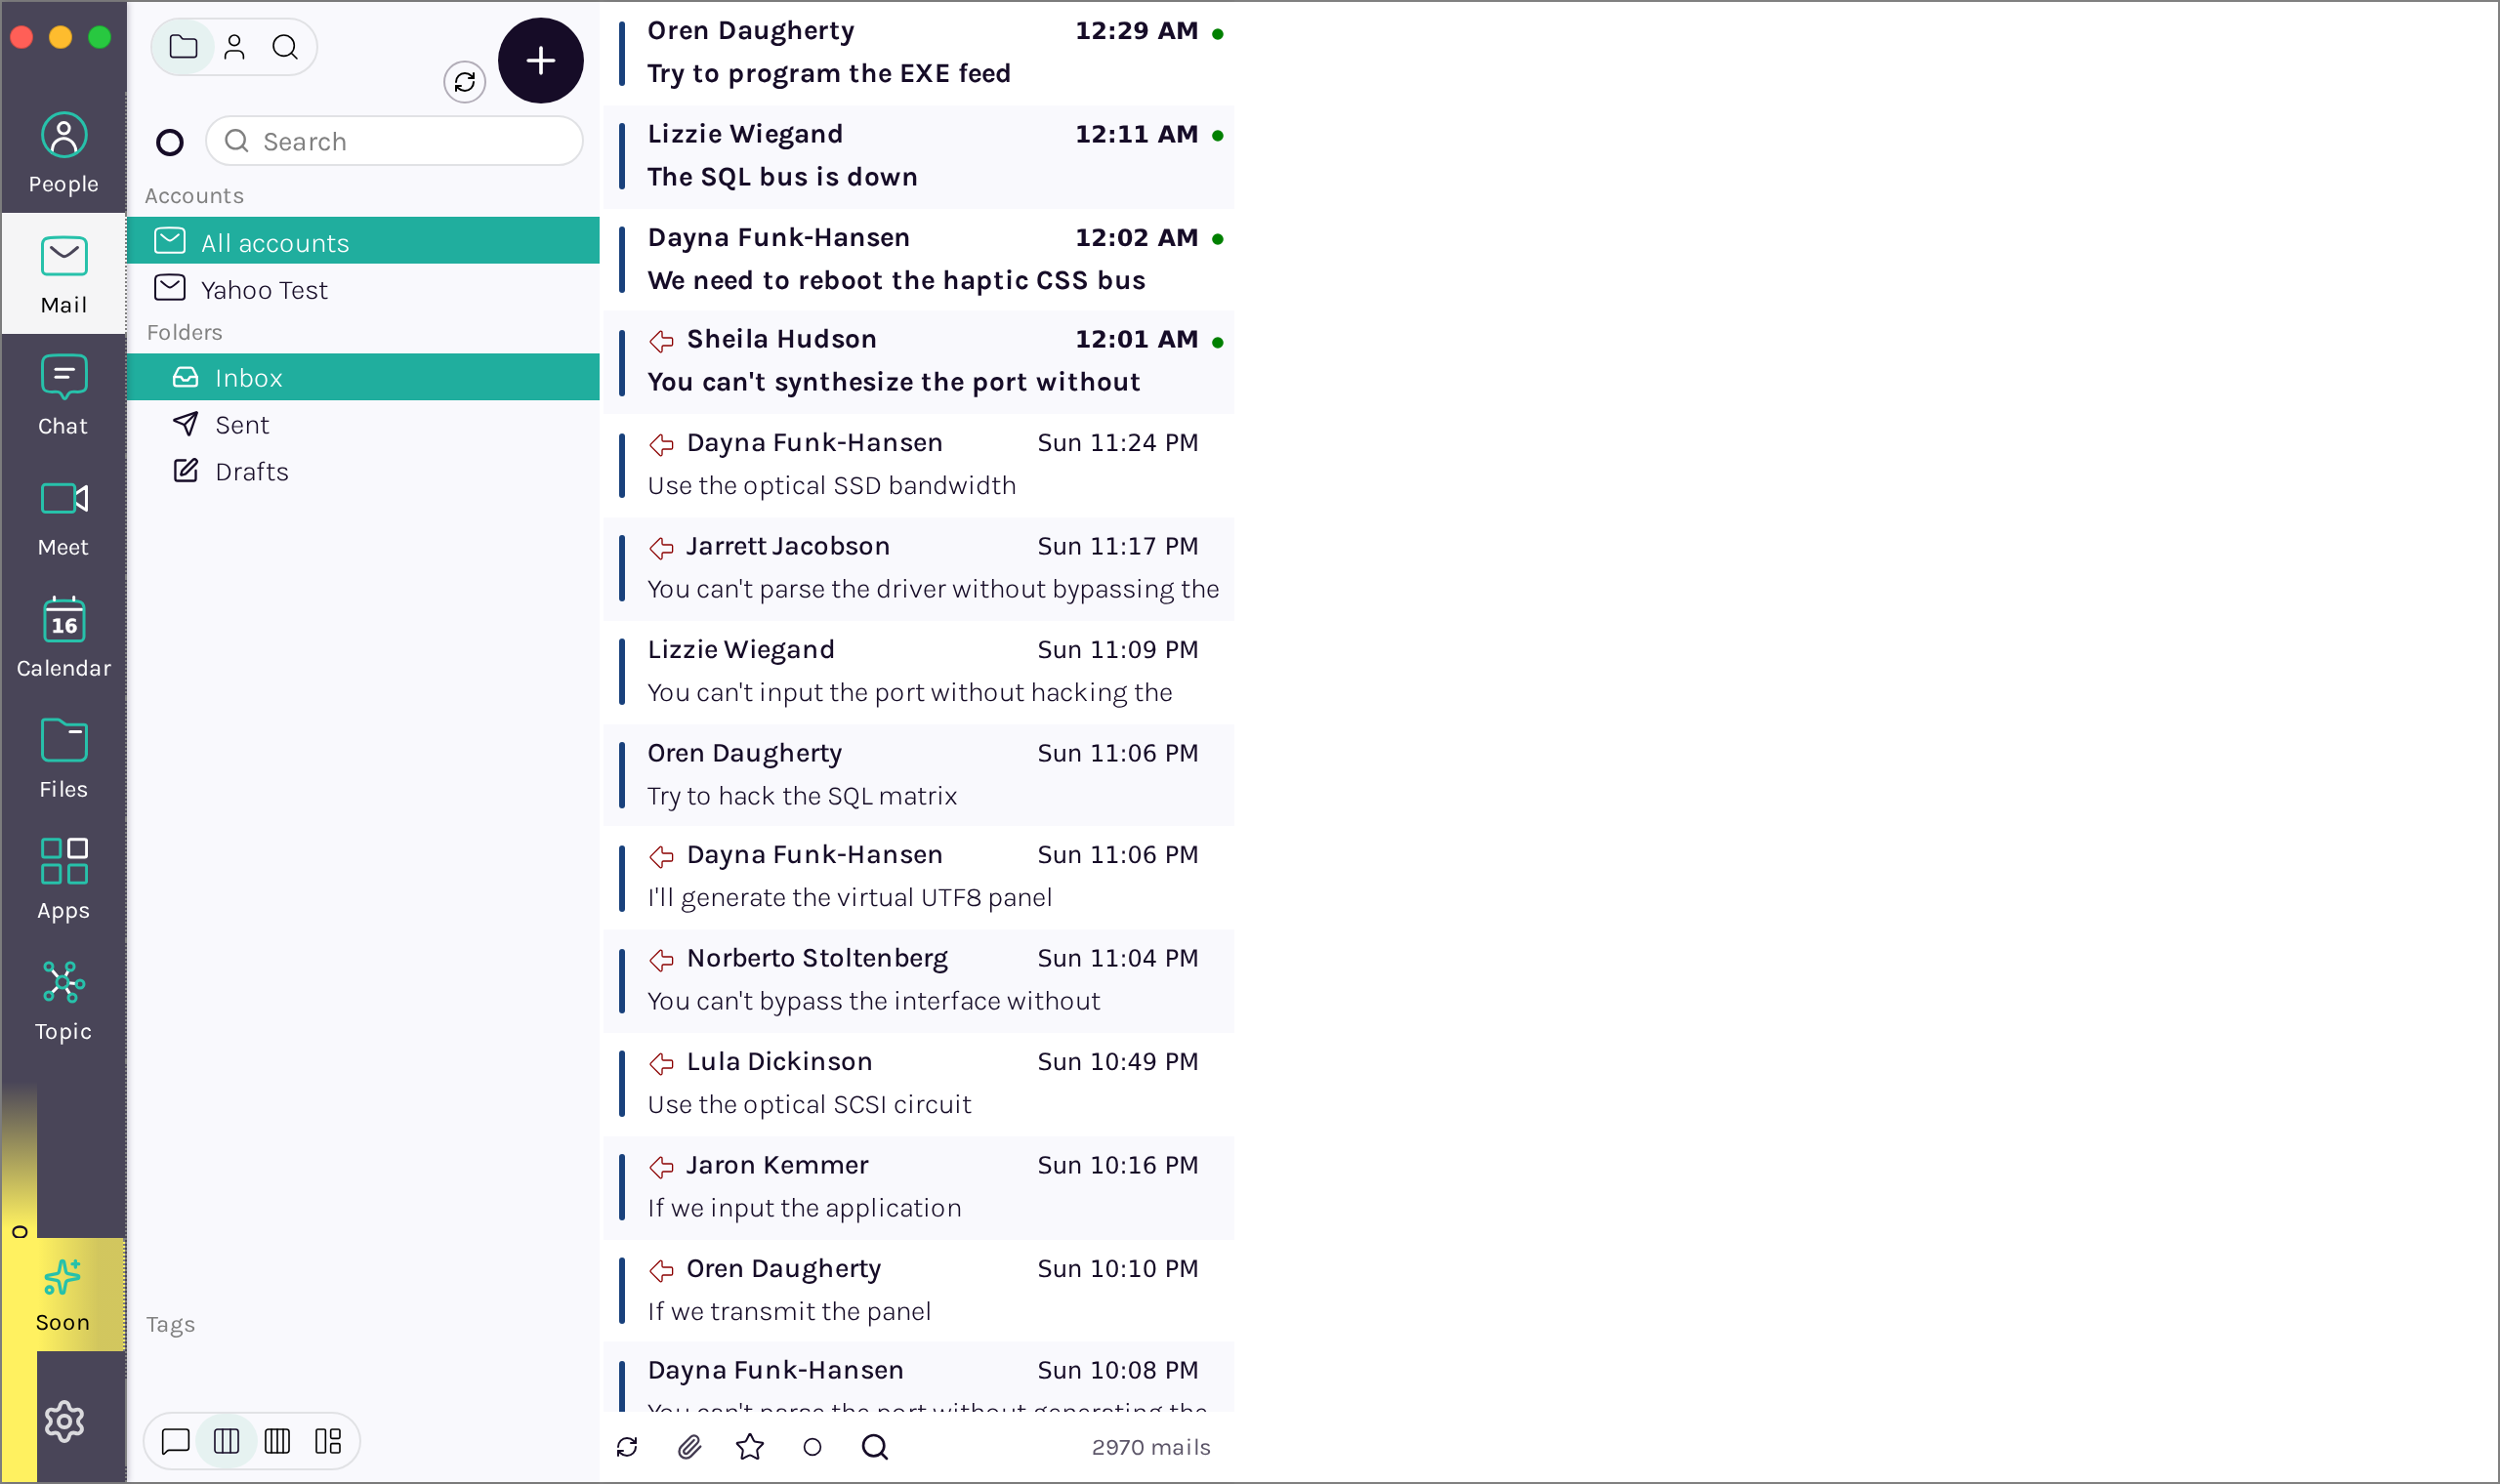 People
Mail
Chat
Meet
16
Calendar
Files
Apps
Topic
Soon
Search
Accounts
All accounts
Yahoo Test
Folders
Inbox
Sent
Drafts
Tags
Oren Daugherty 12:29 AM
Try to program the EXE feed
Lizzie Wiegand 12:11 AM
The SQL bus is down
Dayna Funk-Hansen 12:02 AM
We need to reboot the haptic CSS bus
Sheila Hudson 12:01 AM
You can't synthesize the port without
Dayna Funk-Hansen Sun 11:24 PM
Use the optical SSD bandwidth
Jarrett Jacobson Sun 11:17 PM
You can't parse the driver without bypassing the
Lizzie Wiegand Sun 11:09 PM
You can't input the port without hacking the
Oren Daugherty Sun 11:06 PM
Try to hack the SQL matrix
Dayna Funk-Hansen Sun 11:06 PM
I'll generate the virtual UTF8 panel
Norberto Stoltenberg Sun 11:04 PM
You can't bypass the interface without
Lula Dickinson Sun 10:49 PM
Use the optical SCSI circuit
Jaron Kemmer Sun 10:16 PM
If we input the application
Oren Daugherty Sun 10:10 PM
If we transmit the panel
Dayna Funk-Hansen Sun 10:08 PM
You can't parse the port without generating the
2970 mails